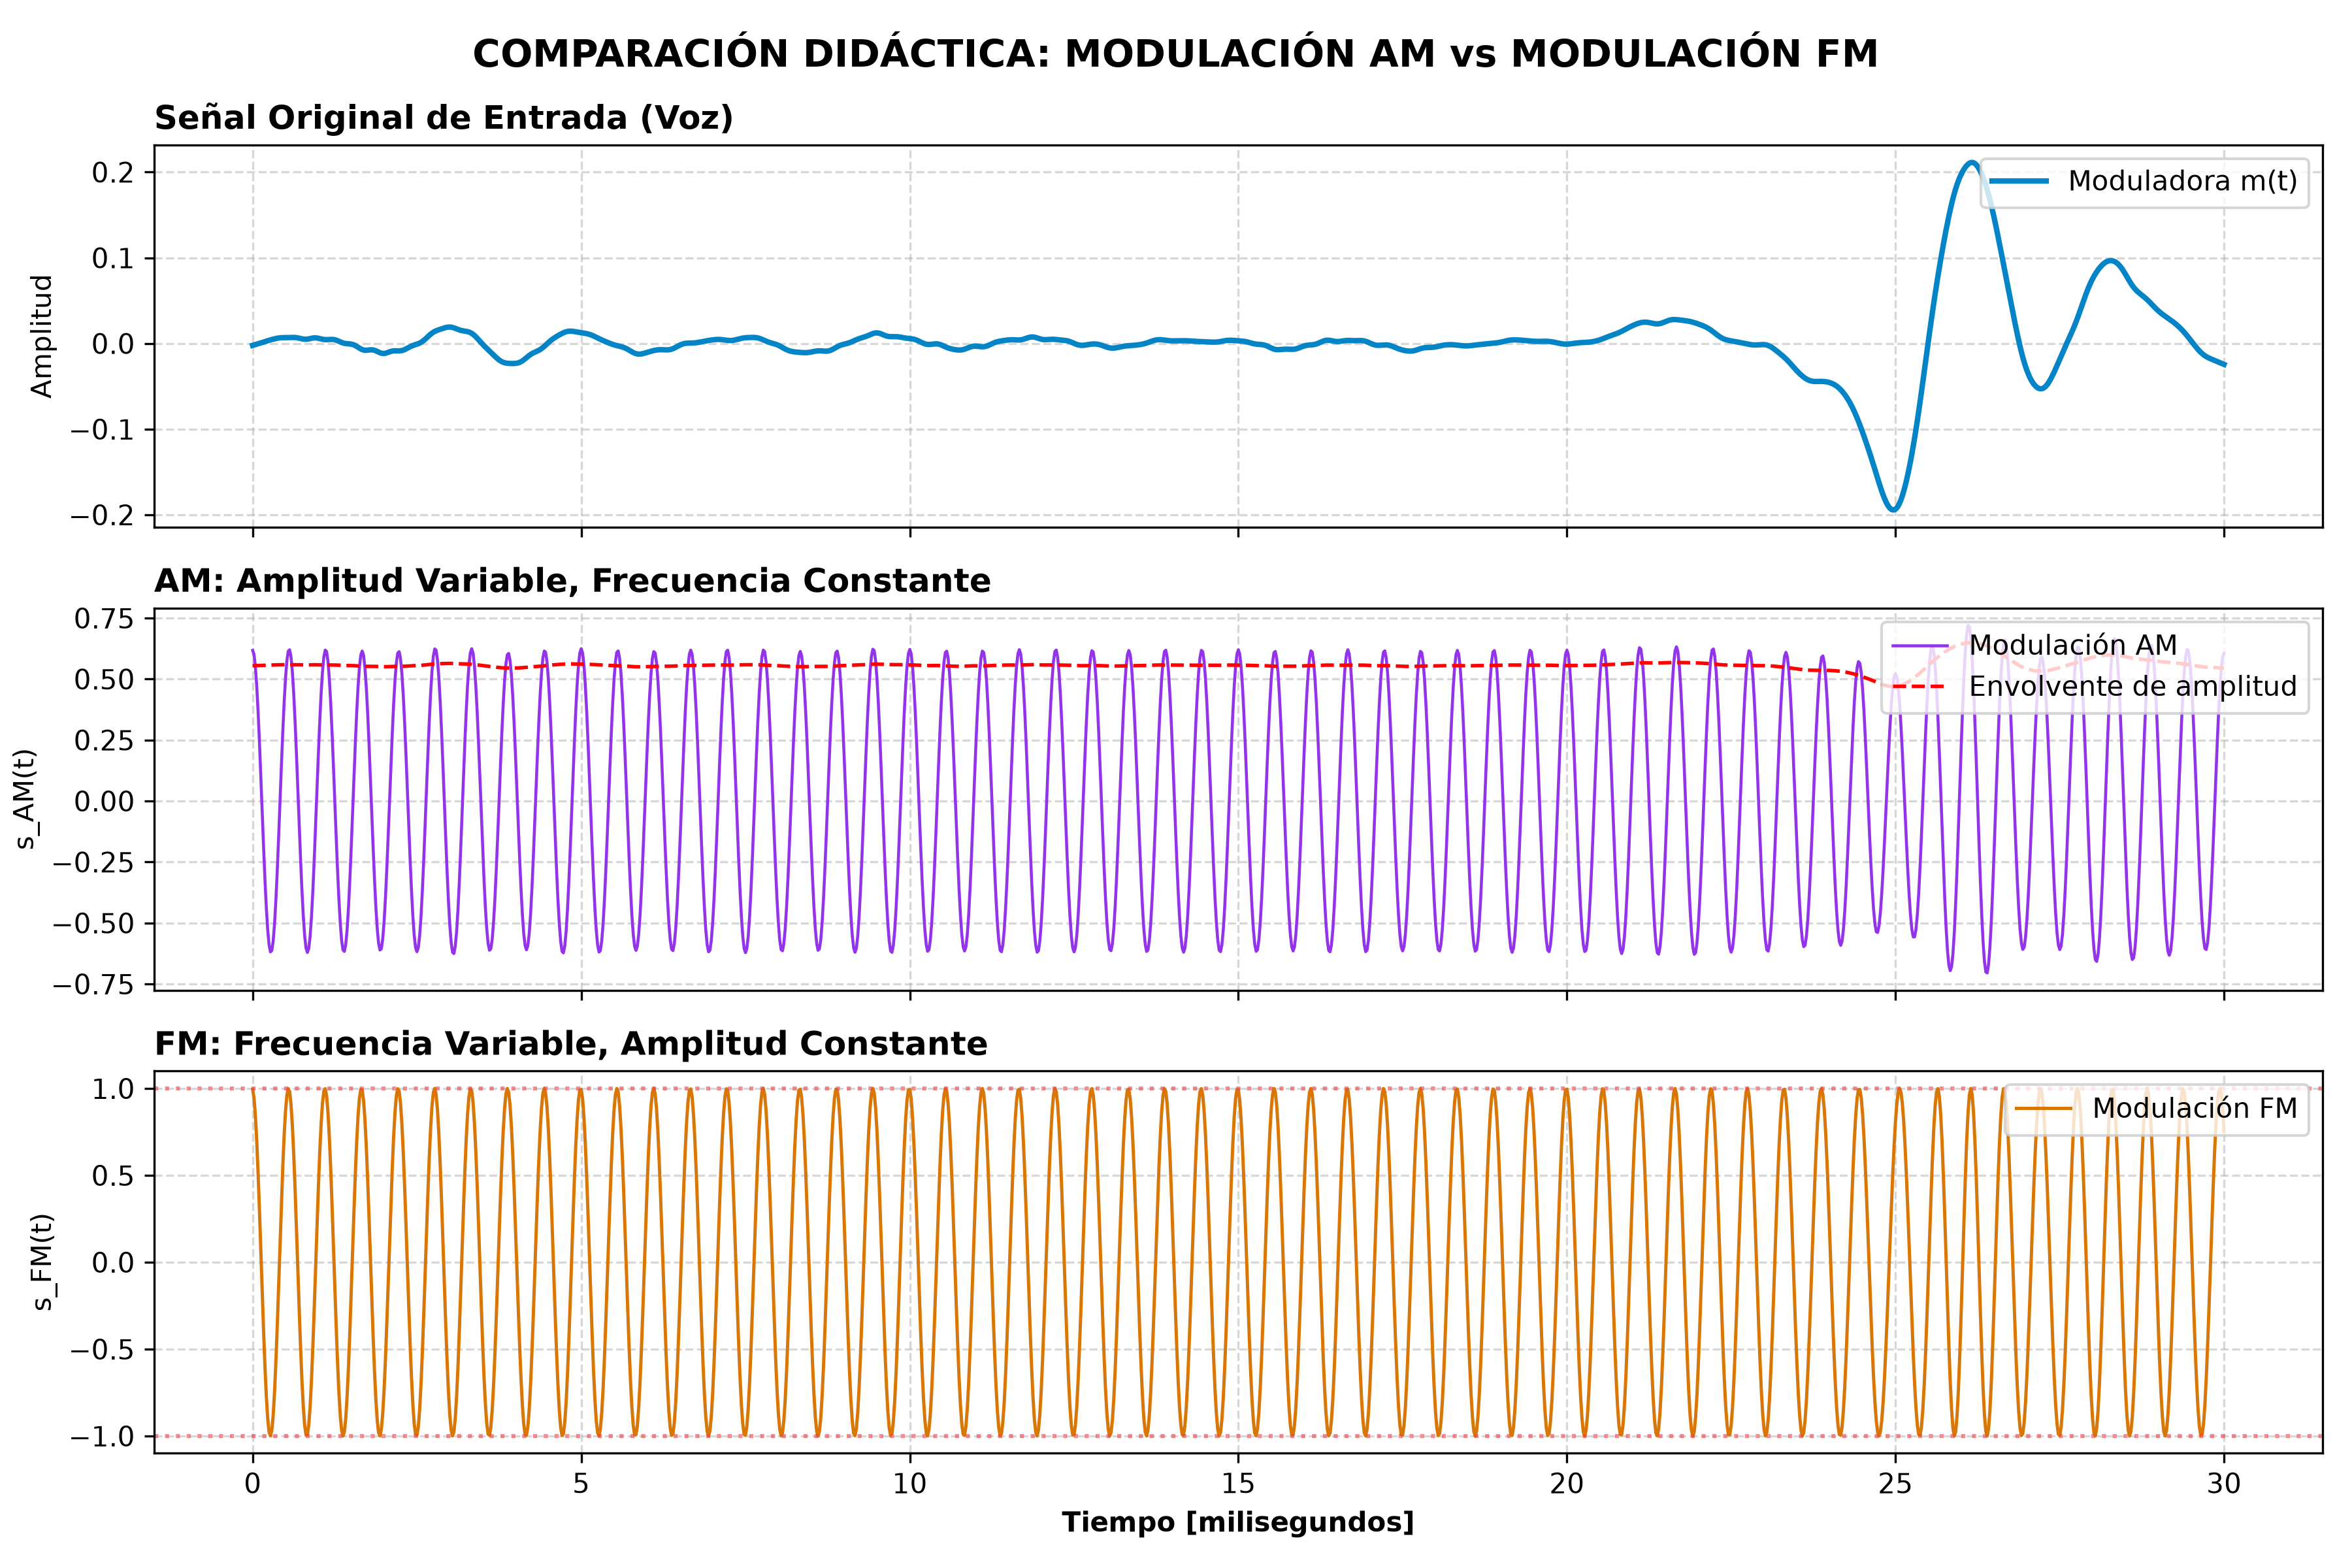 COMPARACIÓN DIDÁCTICA: MODULACIÓN AM vs MODULACIÓN FM
Señal Original de Entrada (Voz)
Amplitud
0.2
0.1
0.0
−0.1
−0.2
Moduladora m(t)
AM: Amplitud Variable, Frecuencia Constante
s_AM(t)
0.75
0.50
0.25
0.00
−0.25
−0.50
−0.75
Modulación AM
Envolvente de amplitud
FM: Frecuencia Variable, Amplitud Constante
s_FM(t)
1.0
0.5
0.0
−0.5
−1.0
Modulación FM
0 5 10 15 20 25 30
Tiempo [milisegundos]